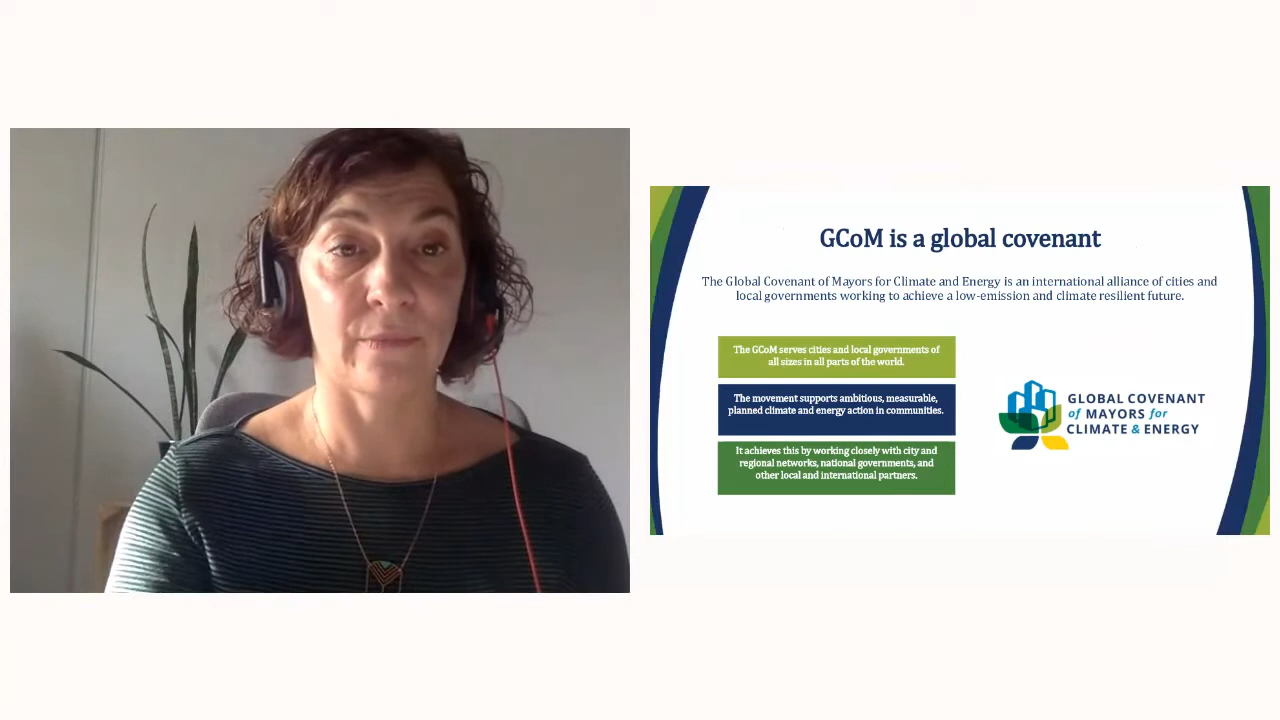 GCoM is a global covenant
The Global Covenant of Mayors for Climate and Energy is an international alliance of cities and
local governments working to achieve a low-emission and climate resilient future.
The GCoM serves cities and local governments of
all sizes in all parts of the world.
The movement supports ambitious, measurable,
planned climate and energy action in communities.
It achieves this by working closely with city and
regional networks, national governments, and
other local and international partners.
GLOBAL COVENANT
of MAYORS for
CLIMATE & ENERGY